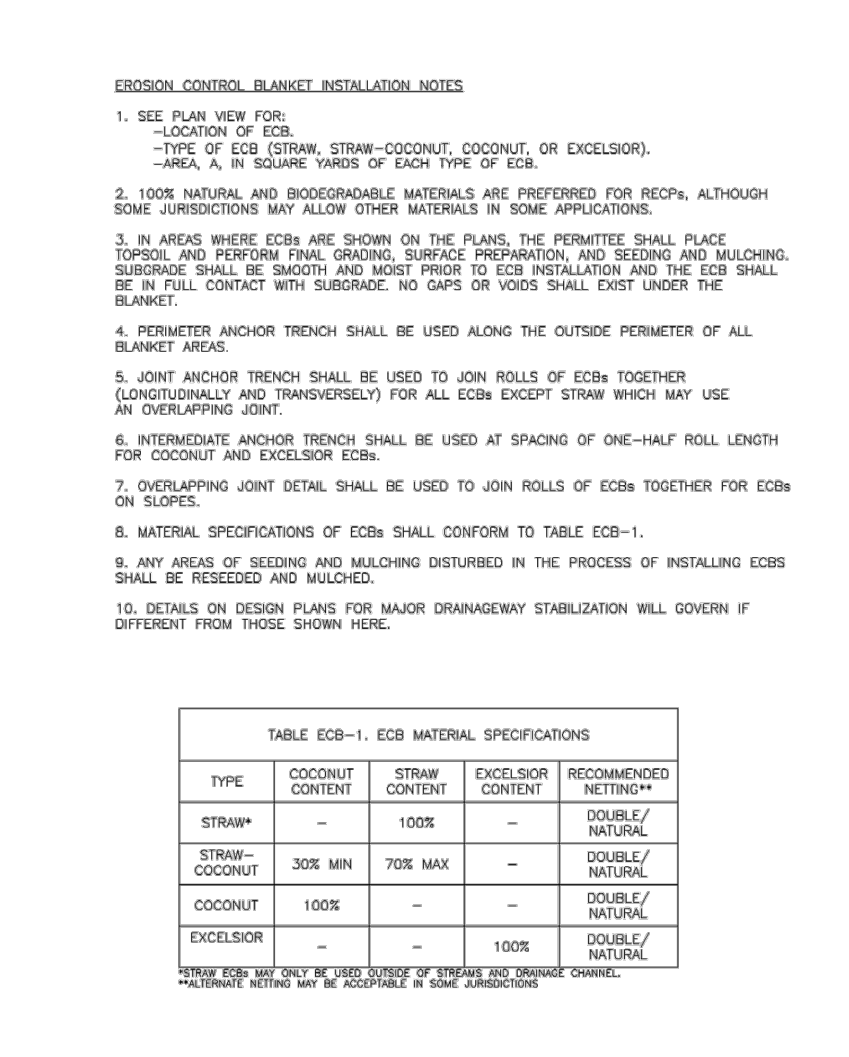 EROSION CONTROL BLANKET INSTALLATION NOTES
1. SEE PLAN VIEW FOR:
-LOCATION OF ECB.
-TYPE OF ECB (STRAW, STRAW-COCONUT, COCONUT, OR EXCELSIOR).
-AREA, A, IN SQUARE YARDS OF EACH TYPE OF ECB.
2. 100% NATURAL AND BIODEGRADABLE MATERIALS ARE PREFERRED FOR RECPs, ALTHOUGH
SOME JURISDICTIONS MAY ALLOW OTHER MATERIALS IN SOME APPLICATIONS.
3. IN AREAS WHERE ECBs ARE SHOWN ON THE PLANS, THE PERMITTEE SHALL PLACE
TOPSOIL AND PERFORM FINAL GRADING, SURFACE PREPARATION, AND SEEDING AND MULCHING.
SUBGRADE SHALL BE SMOOTH AND MOIST PRIOR TO ECB INSTALLATION AND THE ECB SHALL
BE IN FULL CONTACT WITH SUBGRADE. NO GAPS OR VOIDS SHALL EXIST UNDER THE
BLANKET.
4. PERIMETER ANCHOR TRENCH SHALL BE USED ALONG THE OUTSIDE PERIMETER OF ALL
BLANKET AREAS.
5. JOINT ANCHOR TRENCH SHALL BE USED TO JOIN ROLLS OF ECBs TOGETHER
(LONGITUDINALLY AND TRANSVERSELY) FOR ALL ECBs EXCEPT STRAW WHICH MAY USE
AN OVERLAPPING JOINT.
6. INTERMEDIATE ANCHOR TRENCH SHALL BE USED AT SPACING OF ONE-HALF ROLL LENGTH
FOR COCONUT AND EXCELSIOR ECBs.
7. OVERLAPPING JOINT DETAIL SHALL BE USED TO JOIN ROLLS OF ECBs TOGETHER FOR ECBs
ON SLOPES.
8. MATERIAL SPECIFICATIONS OF ECBs SHALL CONFORM TO TABLE ECB-1.
9. ANY AREAS OF SEEDING AND MULCHING DISTURBED IN THE PROCESS OF INSTALLING ECBS
SHALL BE RESEEDED AND MULCHED.
10. DETAILS ON DESIGN PLANS FOR MAJOR DRAINAGEWAY STABILIZATION WILL GOVERN IF
DIFFERENT FROM THOSE SHOWN HERE.
TABLE ECB-1. ECB MATERIAL SPECIFICATIONS
TYPE
COCONUT
CONTENT
STRAW
CONTENT
EXCELSIOR
CONTENT
RECOMMENDED
NETTING**
STRAW*
-
100%
-
DOUBLE/
NATURAL
STRAW-
COCONUT
30% MIN
70% MAX
-
DOUBLE/
NATURAL
COCONUT
100%
-
-
DOUBLE/
NATURAL
EXCELSIOR
-
-
100%
DOUBLE/
NATURAL
*STRAW ECBs MAY ONLY BE USED OUTSIDE OF STREAMS AND DRAINAGE CHANNEL.
**ALTERNATE NETTING MAY BE ACCEPTABLE IN SOME JURISDICTIONS